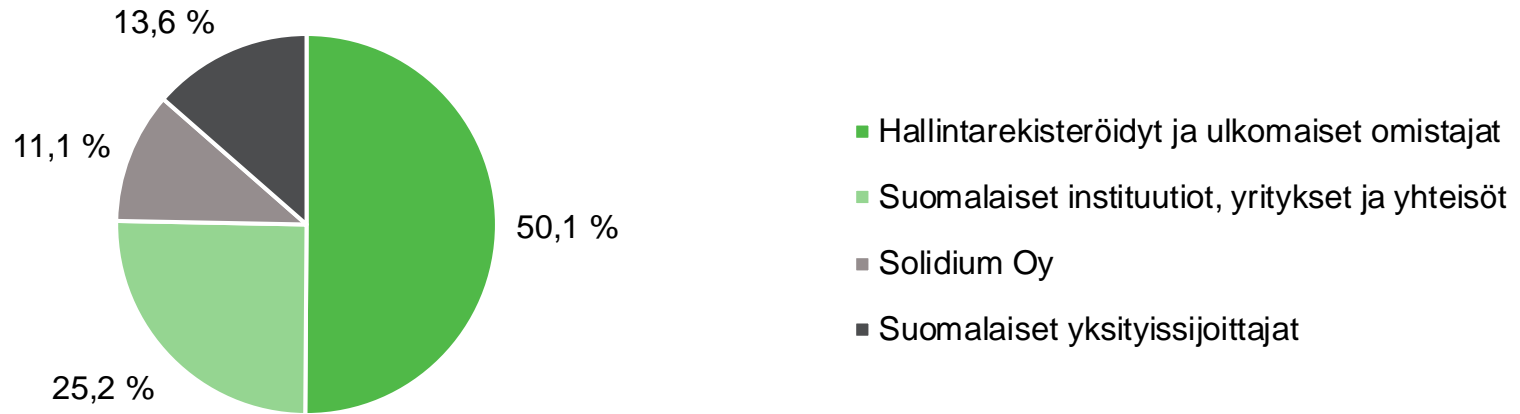 13,6 %
11,1 %
50,1 %
25,2 %
Hallintarekisteröidyt ja ulkomaiset omistajat
Suomalaiset instituutiot, yritykset ja yhteisöt
Solidium Oy
Suomalaiset yksityissijoittajat